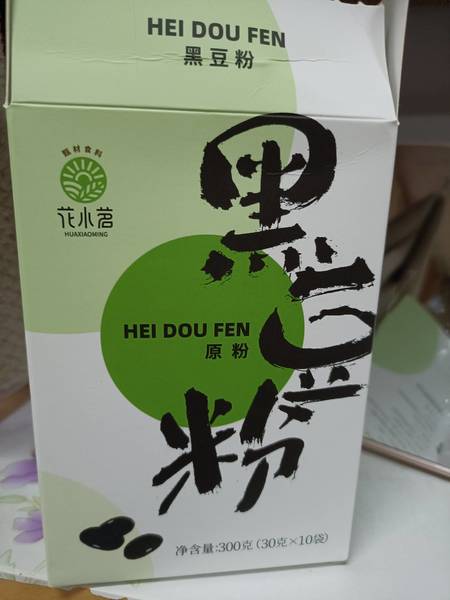 HEI DOU FEN
黑豆粉
甄材食料
花小茗
HUAXIAOMING
黑豆粉
HEI DOU FEN
原粉
净含量:300克(30克×10袋)